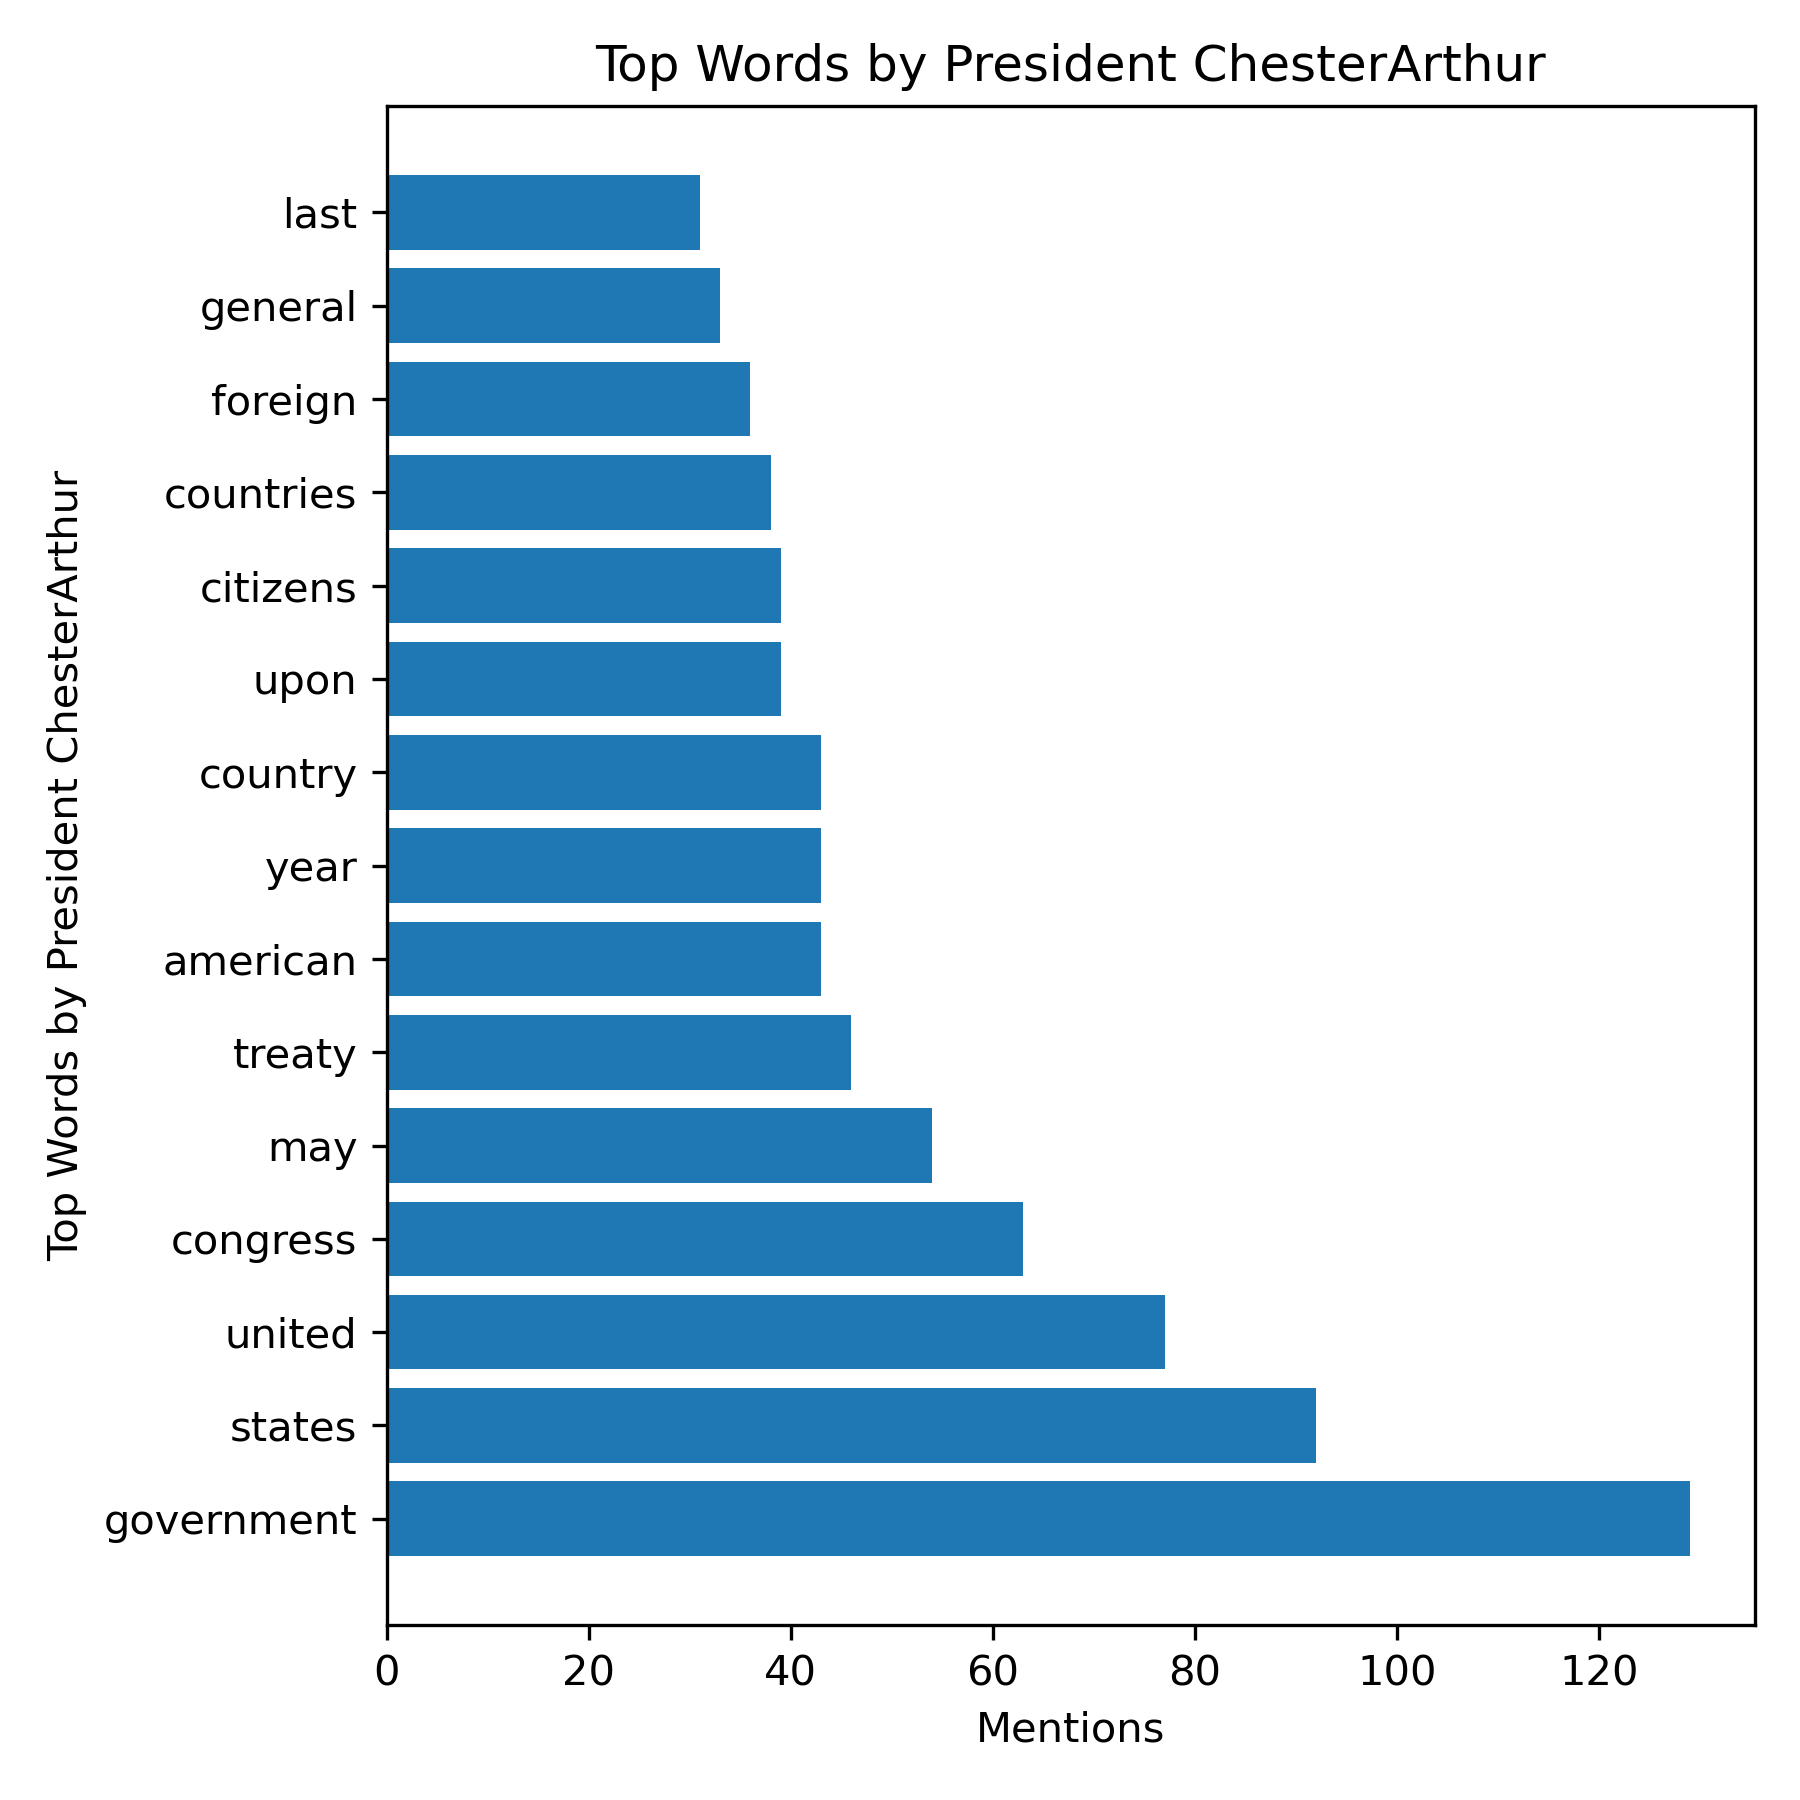 Top Words by President ChesterArthur
Top Words by President ChesterArthur
last
general
foreign
countries
citizens
upon
country
year
american
treaty
may
congress
united
states
government
0 20 40 60 80 100 120
Mentions